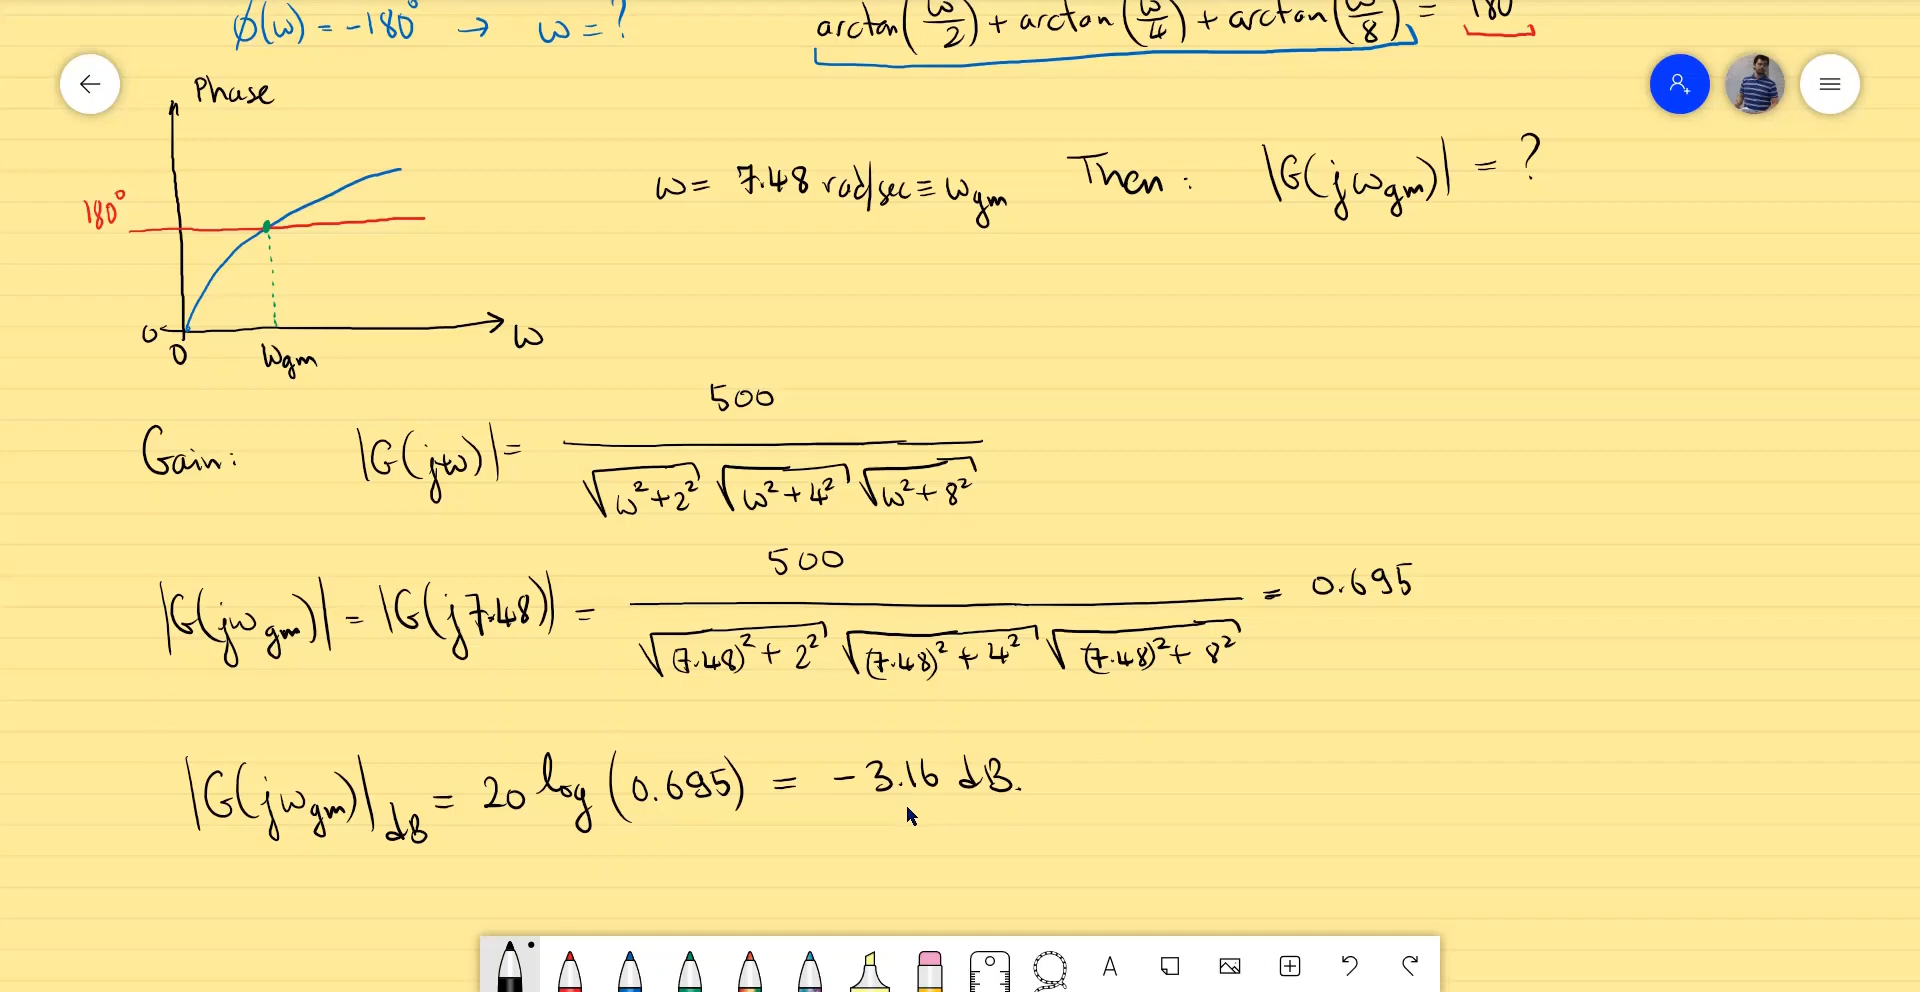 ϕ(ω) = -180° → ω = ?
arctan(ω/2) + arctan(ω/4) + arctan(ω/8) = 180
Phase
180°
0
0
ωgm
ω
ω = 7.48 rad/sec ≡ ωgm Then: |G(jωgm)| = ?
Gain: |G(jω)| = 500 / (√(ω²+2²) √(ω²+4²) √(ω²+8²))
|G(jωgm)| = |G(j7.48)| = 500 / (√((7.48)²+2²) √((7.48)²+4²) √((7.48)²+8²)) = 0.695
|G(jωgm)|dB = 20 log(0.695) = -3.16 dB.
A